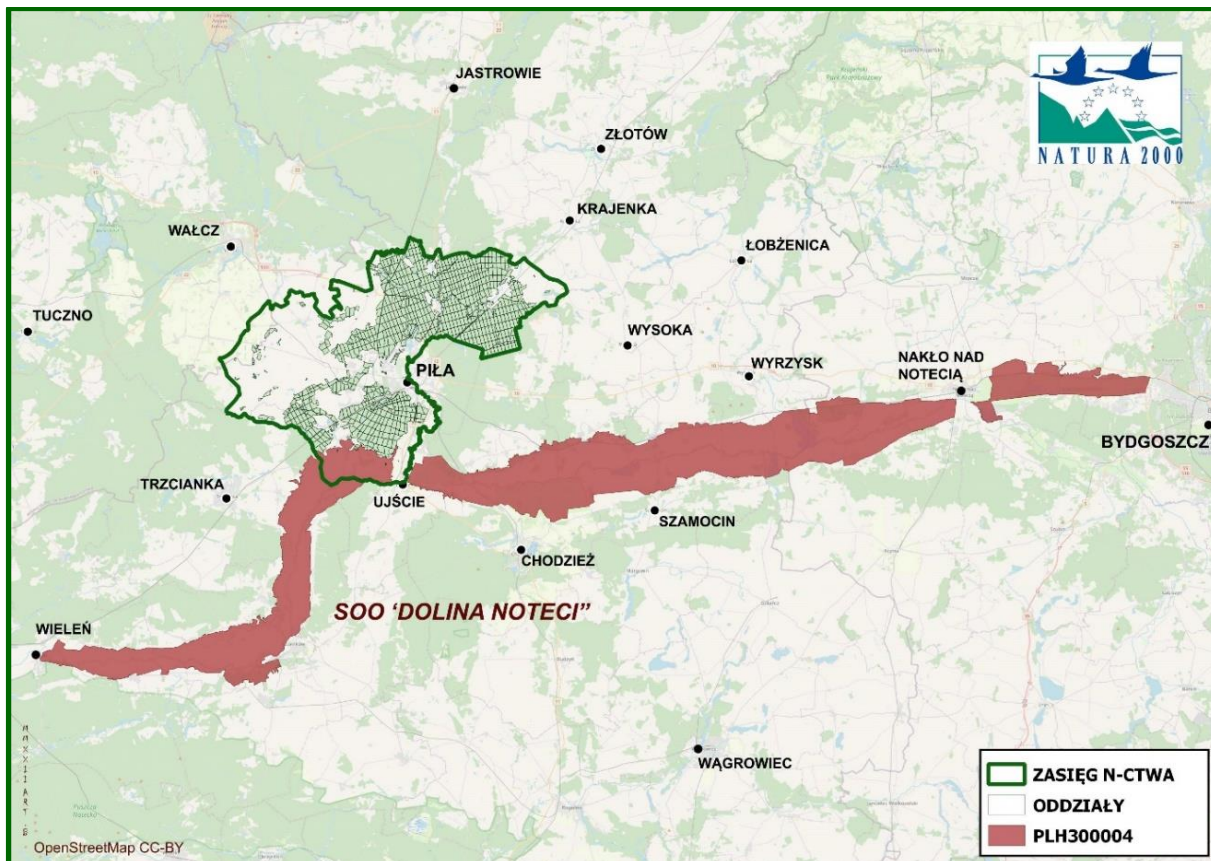 JASTROWIE
ZŁOTÓW
NATURA 2000
KRAJENKA
WAŁCZ
ŁOBŻENICA
TUCZNO
WYSOKA
PIŁA
WYRZYSK
NAKŁO NAD
NOTECIĄ
BYDGOSZCZ
TRZCIANKA
UJŚCIE
SZAMOCIN
CHODZIEŻ
SOO 'DOLINA NOTECI"
WIELEŃ
WĄGROWIEC
ZASIĘG N-CTWA
ODDZIAŁY
PLH300004
OpenStreetMap CC-BY